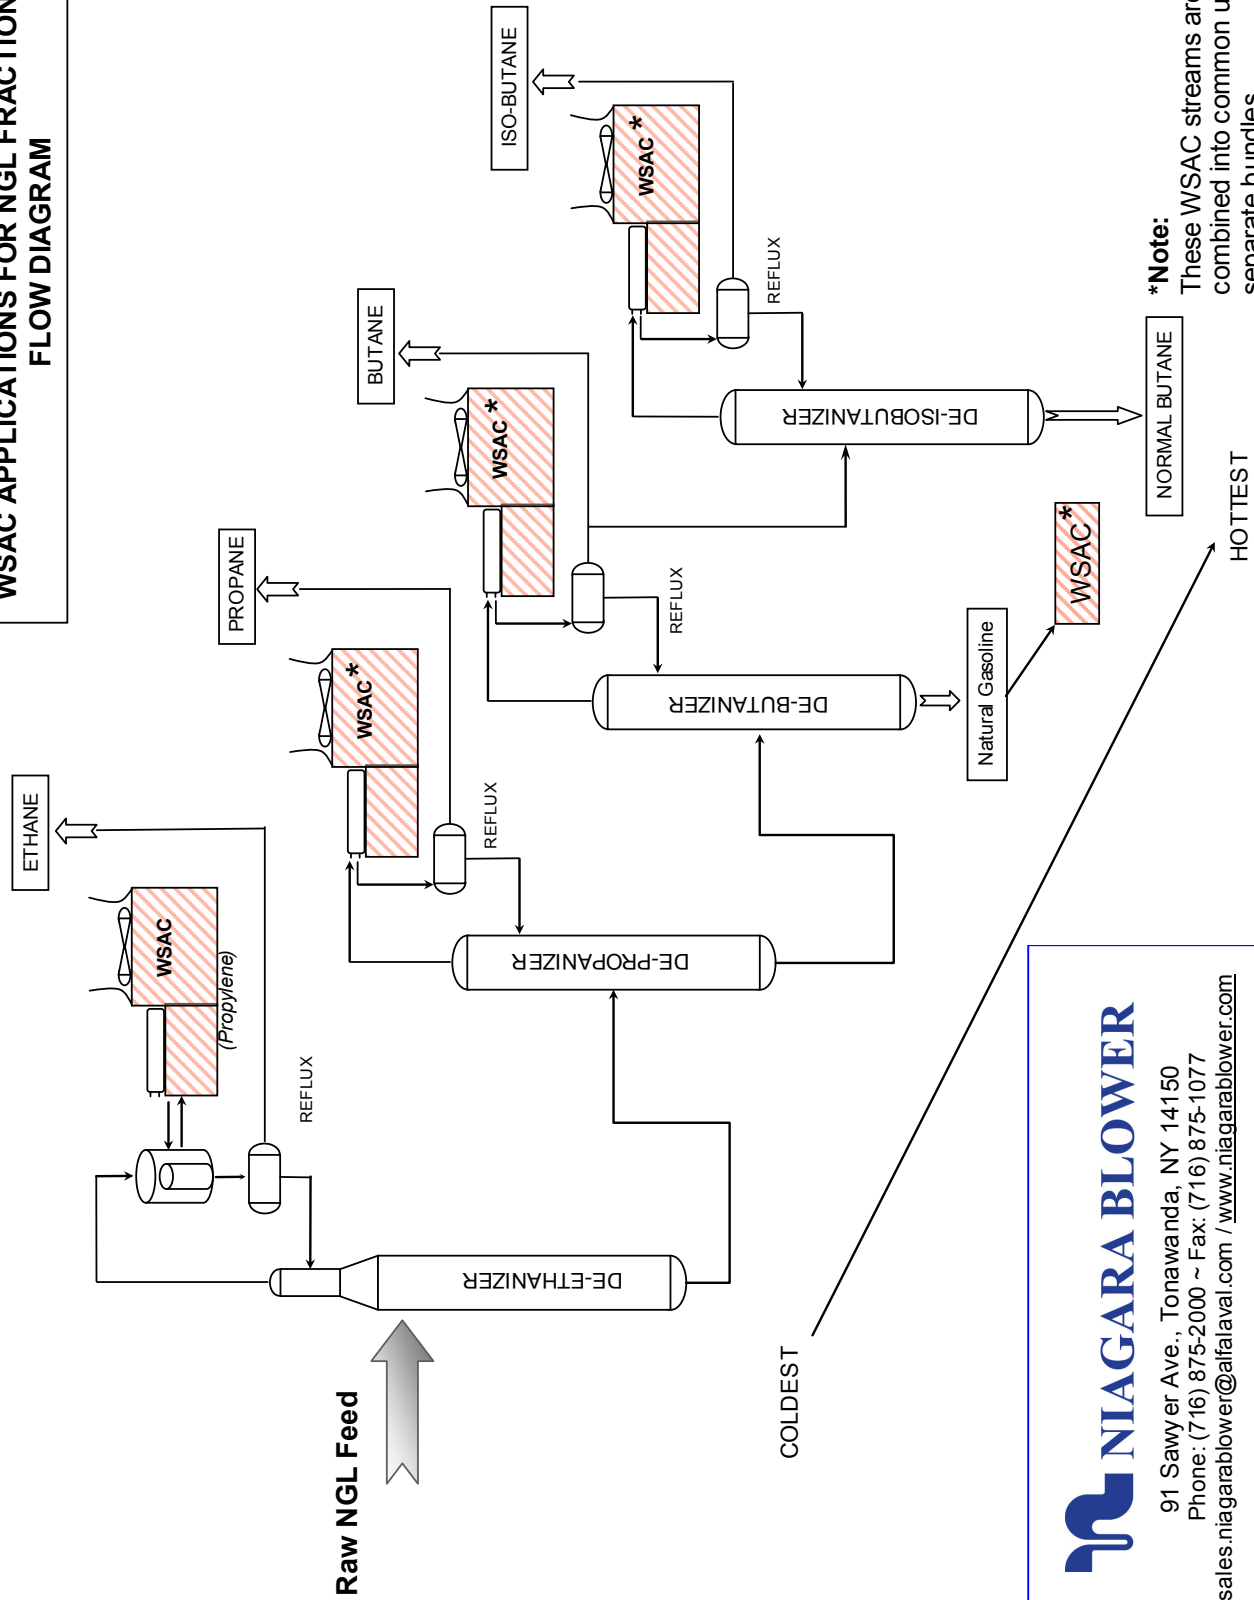 WSAC APPLICATIONS FOR NGL
FLOW DIAGRAM
ETHANE
PROPANE
BUTANE
ISO-BUTANE
WSAC
(Propylene)
WSAC*
WSAC*
WSAC*
REFLUX
REFLUX
REFLUX
REFLUX
Raw NGL Feed
DE-ETHANIZER
DE-PROPANIZER
DE-BUTANIZER
DE-ISOBUTANIZER
Natural Gasoline
WSAC*
NORMAL BUTANE
COLDEST
HOTTEST
*Note:
These WSAC streams
combined into common
separate bundles
NIAGARA BLOWER
91 Sawyer Ave., Tonawanda, NY 14150
Phone: (716) 875-2000 ~ Fax: (716) 875-1077
sales.niagarablower@alfalaval.com / www.niagarablower.com